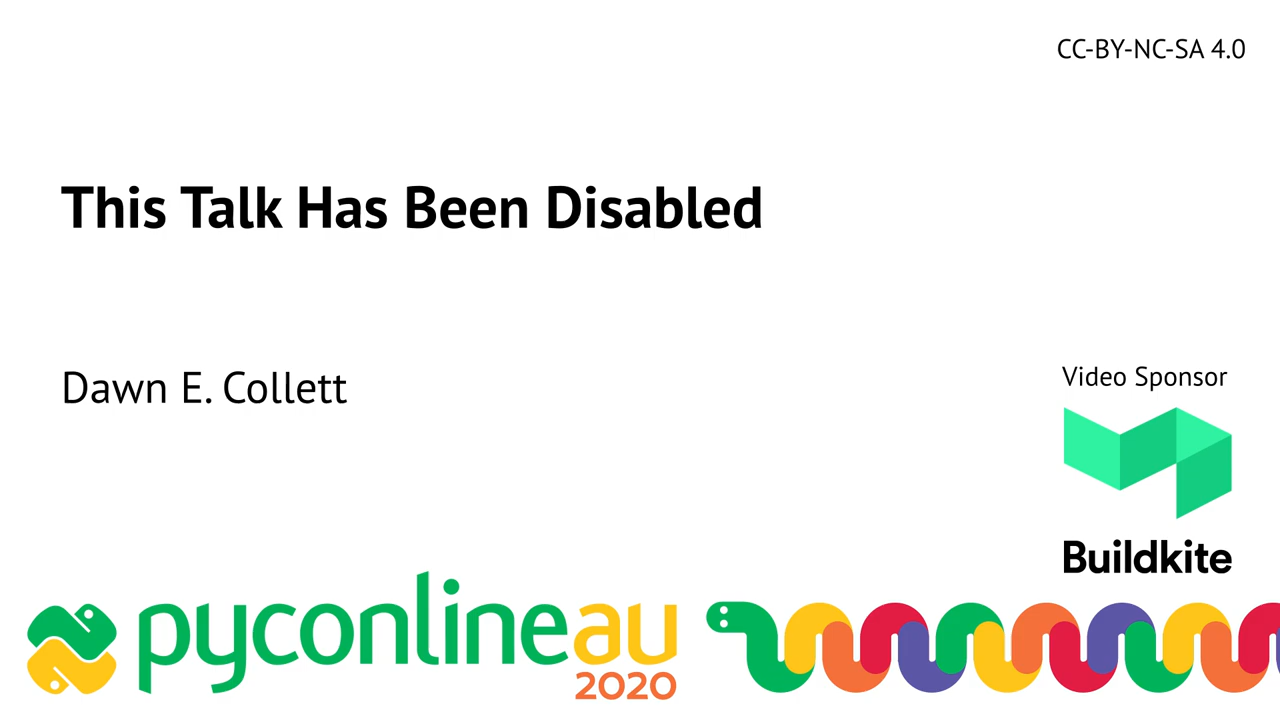 CC-BY-NC-SA 4.0
This Talk Has Been Disabled
Dawn E. Collett
Video Sponsor
Buildkite
pyconlineau
2020